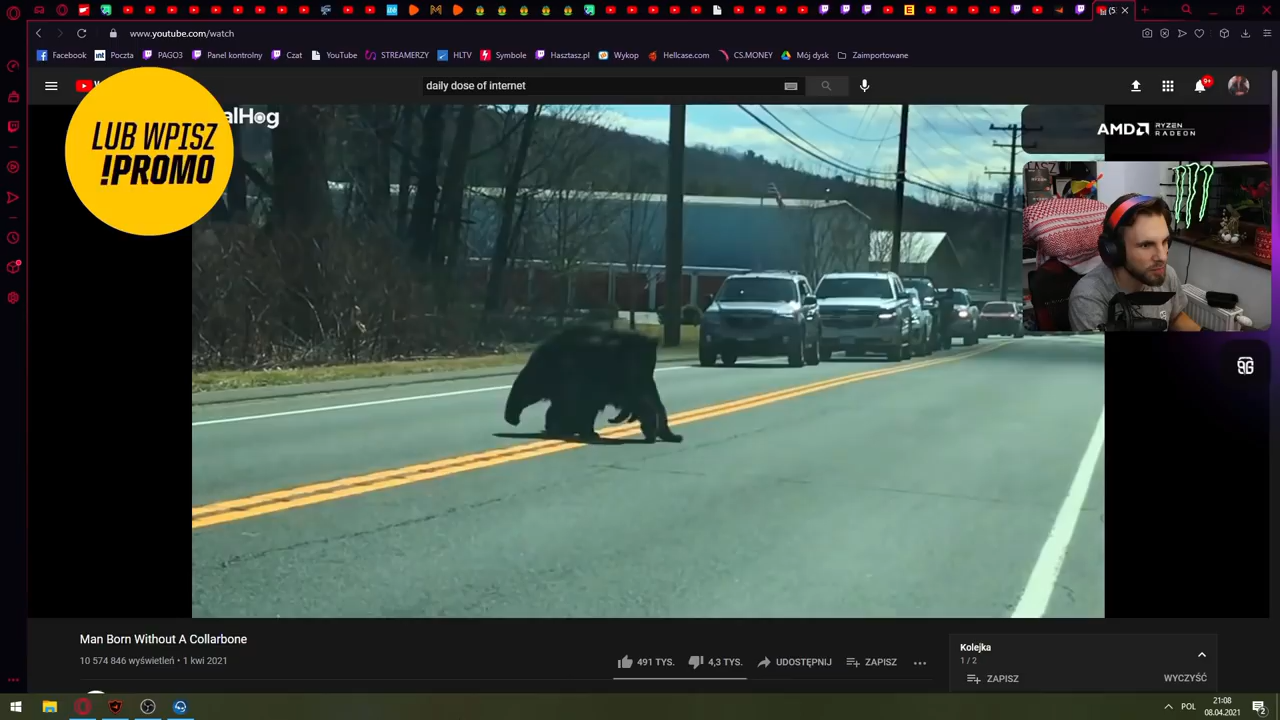 www.youtube.com/watch
Facebook
Poczta
PAGO3
Panel kontrolny
Czat
YouTube
STREAMERZY
HLTV
Symbole
Hasztasz.pl
Wykop
Hellcase.com
CS.MONEY
Mój dysk
Zaimportowane
daily dose of internet
9+
LUB WPISZ
!PROMO
AMD RYZEN
RADEON
Man Born Without A Collarbone
10 574 846 wyświetleń • 1 kwi 2021
491 TYS.
4,3 TYS.
UDOSTĘPNIJ
ZAPISZ
Kolejka
1 / 2
ZAPISZ
WYCZYŚĆ
POL
21:08
08.04.2021